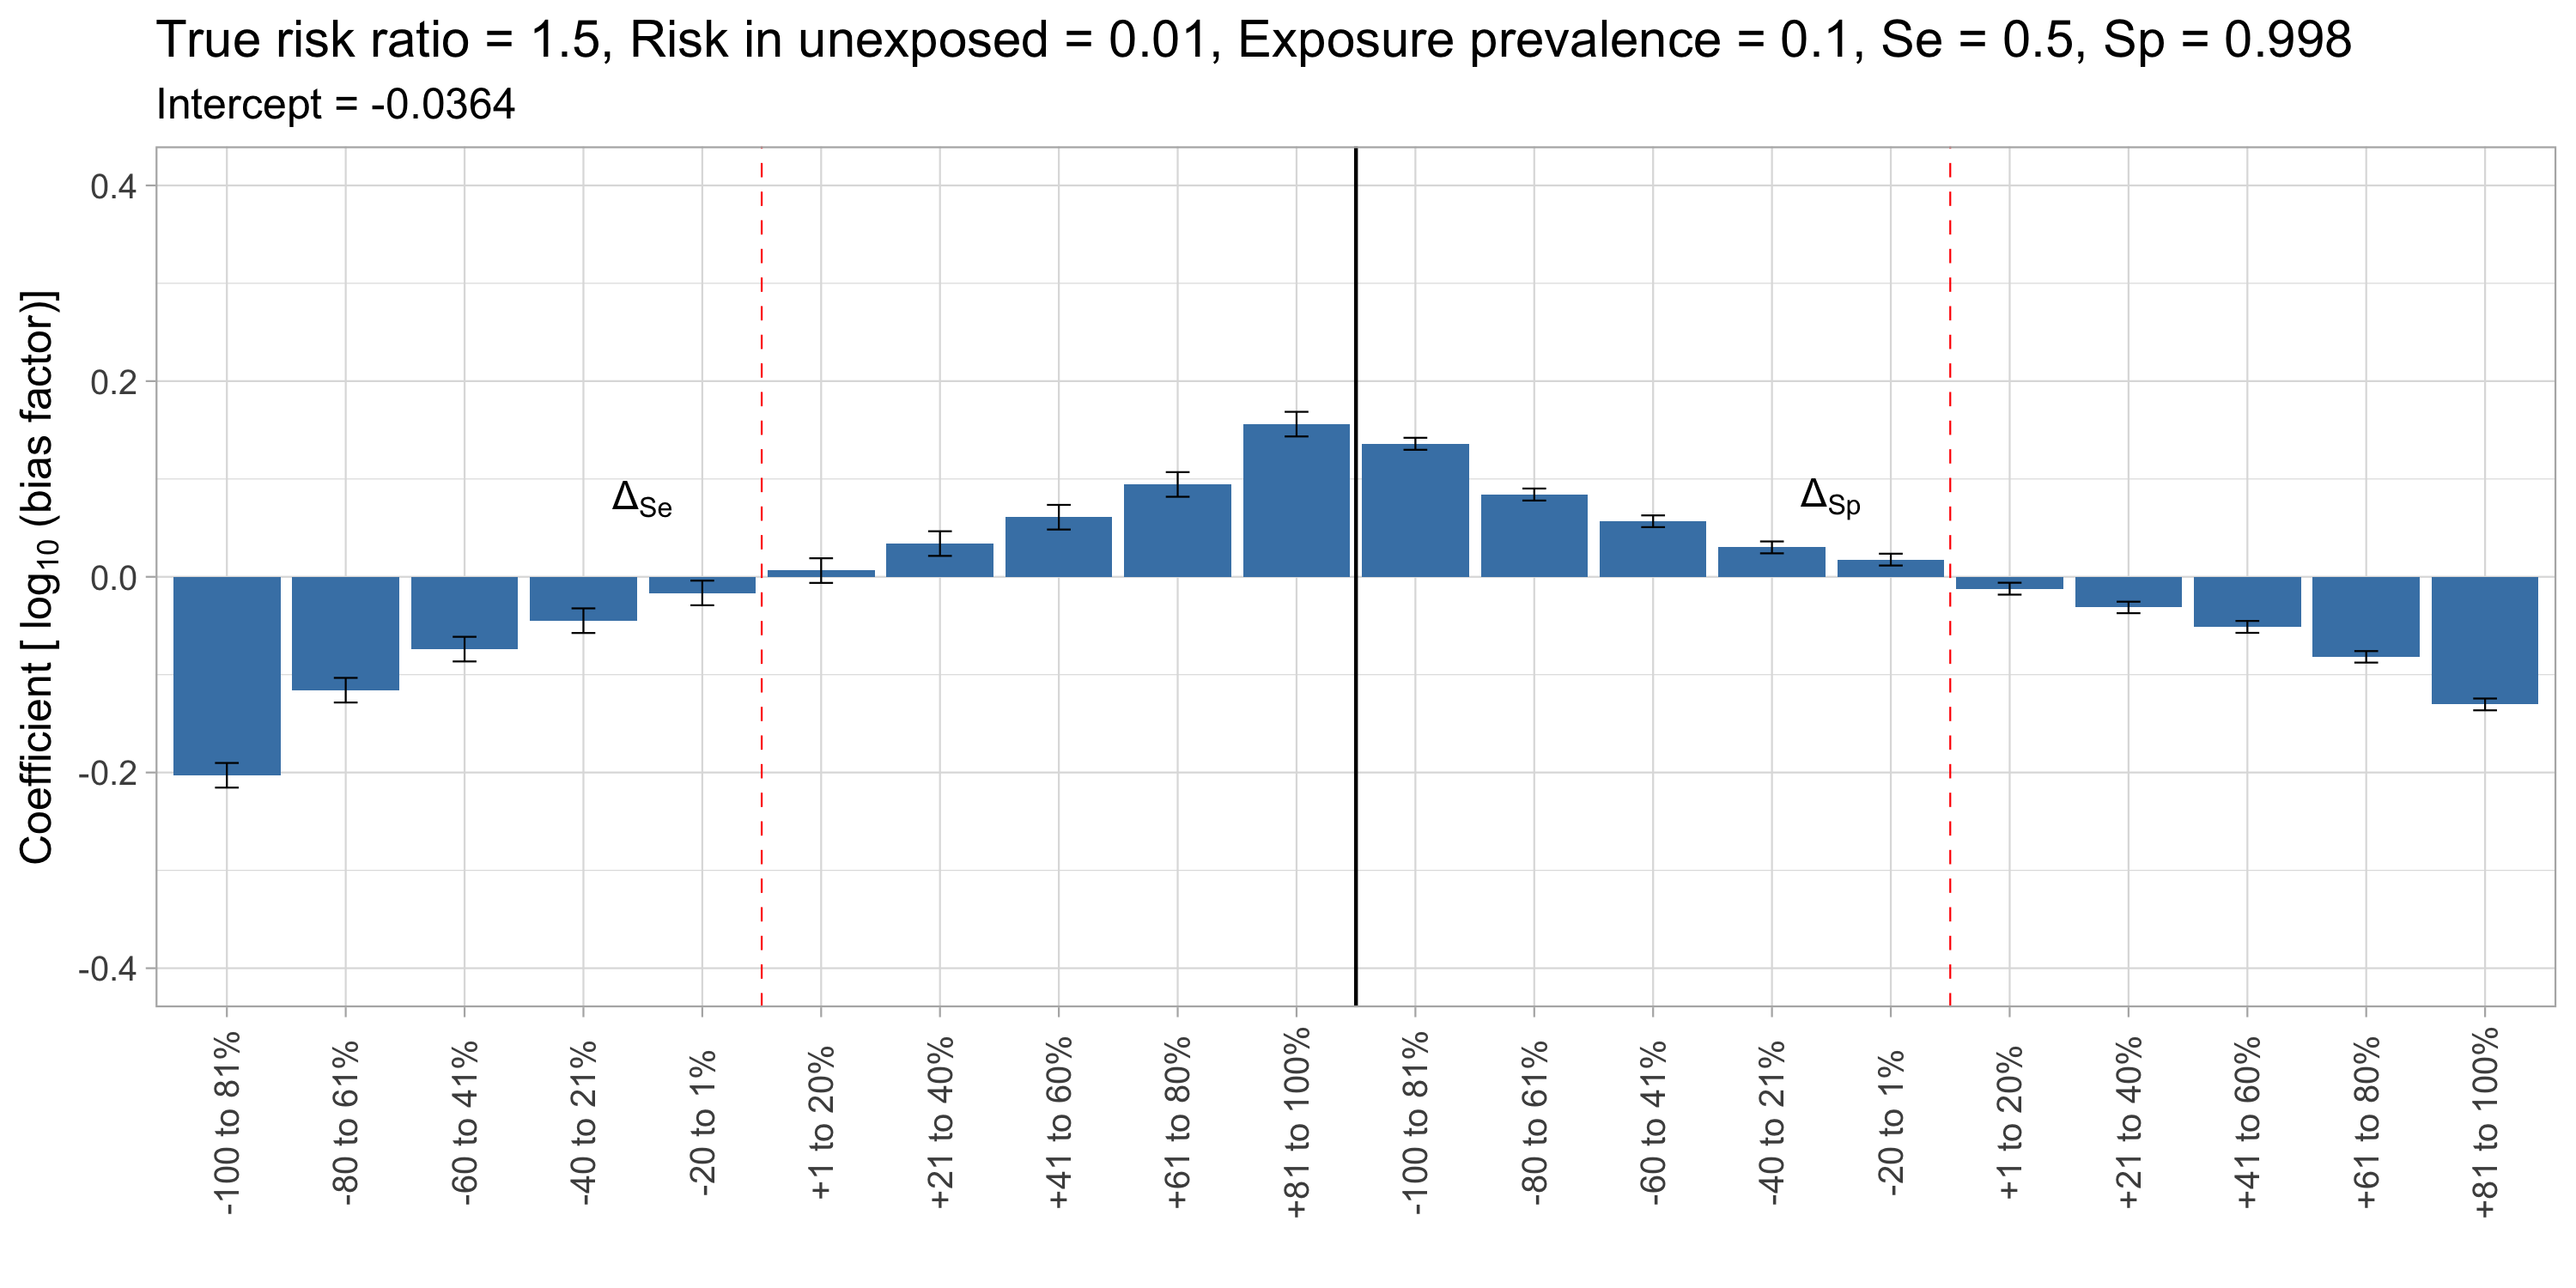 True risk ratio = 1.5, Risk in unexposed = 0.01, Exposure prevalence = 0.1, Se = 0.5, Sp = 0.998
Intercept = -0.0364
Coefficient [ log10 (bias factor)]
0.4
0.2
0.0
-0.2
-0.4
ΔSe
ΔSp
-100 to 81%
-80 to 61%
-60 to 41%
-40 to 21%
-20 to 1%
+1 to 20%
+21 to 40%
+41 to 60%
+61 to 80%
+81 to 100%
-100 to 81%
-80 to 61%
-60 to 41%
-40 to 21%
-20 to 1%
+1 to 20%
+21 to 40%
+41 to 60%
+61 to 80%
+81 to 100%